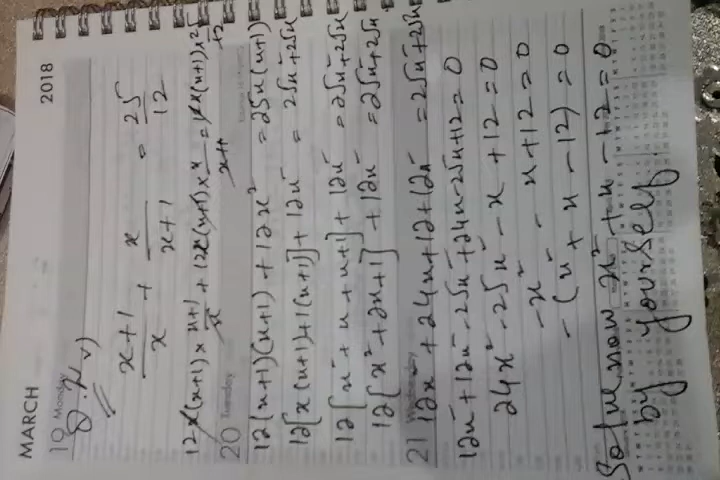 MARCH 2018
19 Monday
Q.4 v)
x+1/x + x/x+1 = 25/12
12x(x+1) × x+1/x + 12x(x+1) × x/x+1 = 12x(x+1) × 25/12
20 Tuesday
12(x+1)(x+1) + 12x² = 25x(x+1)
12[x(x+1)+1(x+1)] + 12x² = 25x²+25x
12[x²+x+x+1] + 12x² = 25x²+25x
12[x²+2x+1] + 12x² = 25x²+25x
21 Wednesday
12x²+24x+12+12x² = 25x²+25x
12x²+12x²-25x²+24x-25x+12=0
24x²-25x²-x+12=0
-x²-x+12=0
-(x²+x-12)=0
Solve now x²+x-12=0
by yourself